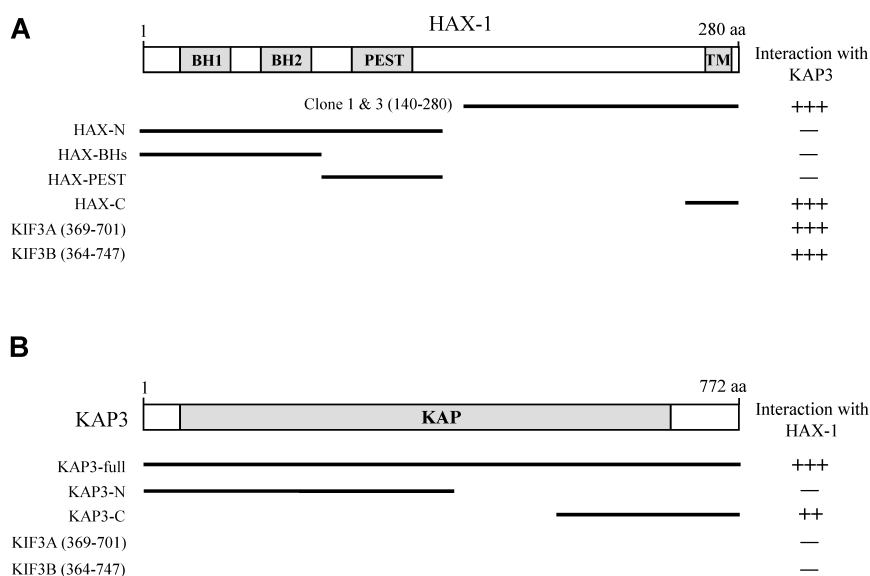 A
HAX-1
1 280 aa
BH1 BH2 PEST TM
Interaction with
KAP3
Clone 1 & 3 (140-280) +++
HAX-N —
HAX-BHs —
HAX-PEST —
HAX-C +++
KIF3A (369-701) +++
KIF3B (364-747) +++
B
1 772 aa
KAP3 KAP
Interaction with
HAX-1
KAP3-full +++
KAP3-N —
KAP3-C ++
KIF3A (369-701) —
KIF3B (364-747) —